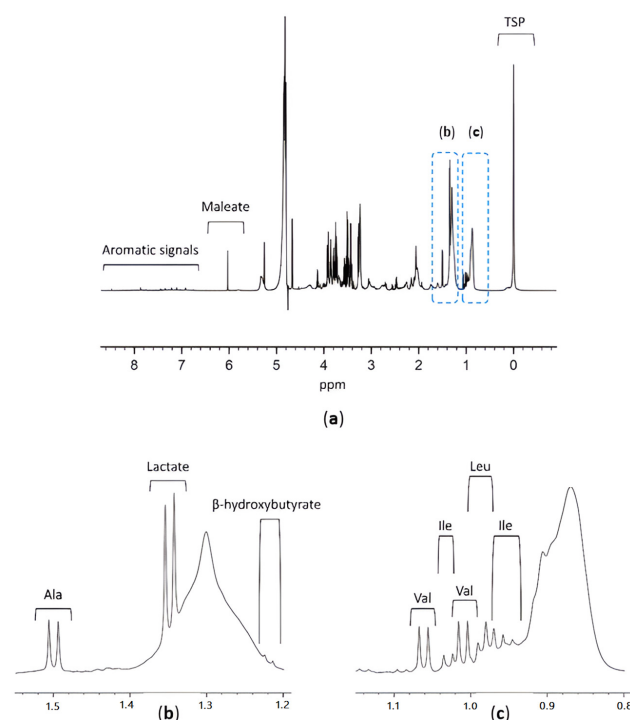 TSP
(b) (c)
Maleate
Aromatic signals
8 7 6 5 4 3 2 1 0
ppm
(a)
Leu
Lactate
β-hydroxybutyrate
Ile Ile
Ala
Val Val
1.5 1.4 1.3 1.2
1.1 1.0 0.9 0.8
(b) (c)